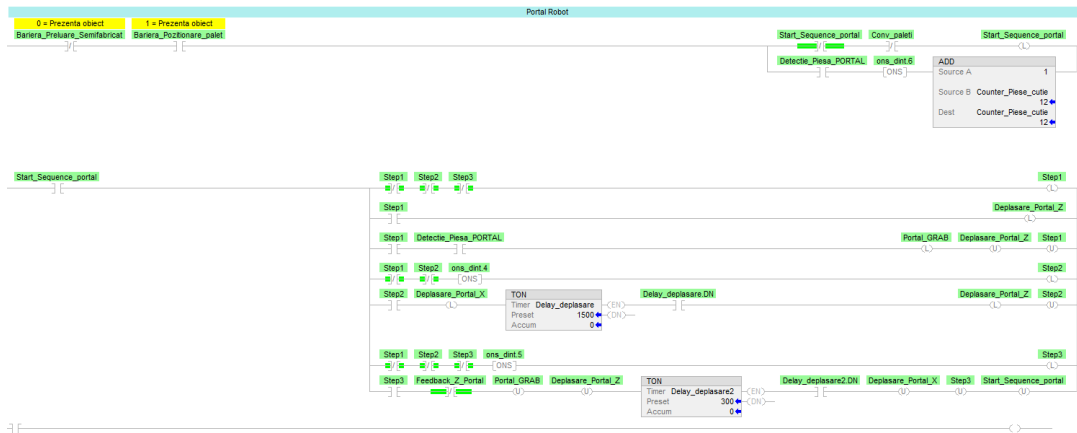 Portal Robot
0 = Prezenta obiect 1 = Prezenta obiect
Bariera_Preluare_Semifabricat Bariera_Pozitionare_palet Start_Sequence_portal Conv_paleti Start_Sequence_portal
L
Detectie_Piesa_PORTAL ons_dint.6 ADD
ONS Source A 1
Source B Counter_Piese_cutie
12
Dest Counter_Piese_cutie
12
Start_Sequence_portal Step1 Step2 Step3 Step1
L
Step1 Deplasare_Portal_Z
L
Step1 Detectie_Piesa_PORTAL Portal_GRAB Deplasare_Portal_Z Step1
L U U
Step1 Step2 ons_dint.4 Step2
ONS L
Step2 Deplasare_Portal_X TON Delay_deplasare.DN Deplasare_Portal_Z Step2
L Timer Delay_deplasare EN L U
Preset 1500 DN
Accum 0
Step1 Step2 Step3 ons_dint.5 Step3
ONS L
Step3 Feedback_Z_Portal Portal_GRAB Deplasare_Portal_Z TON Delay_deplasare2.DN Deplasare_Portal_X Step3 Start_Sequence_portal
U U Timer Delay_deplasare2 EN U U U
Preset 300 DN
Accum 0